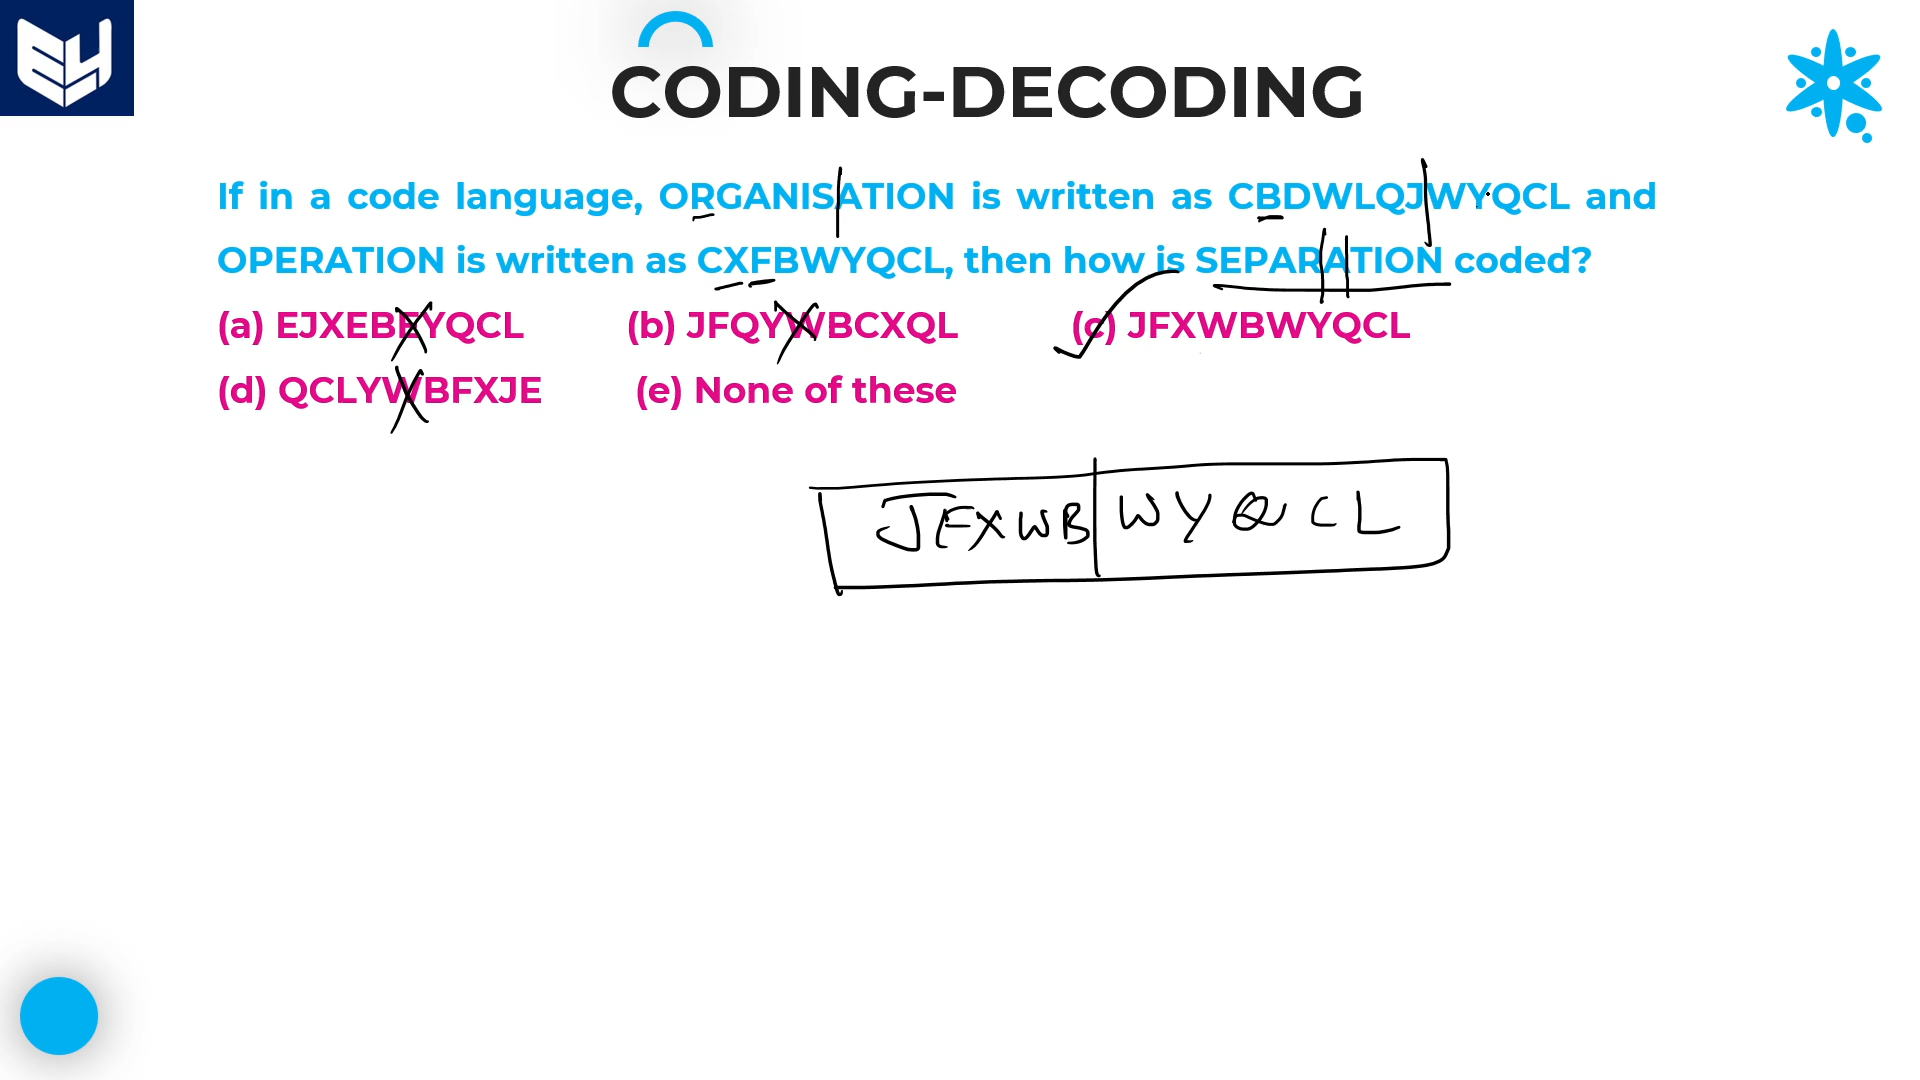 CODING-DECODING
If in a code language, ORGANISATION is written as CBDWLQJWYQCL and
OPERATION is written as CXFBWYQCL, then how is SEPARATION coded?
(a) EJXEBEYQCL (b) JFQYWBCXQL (c) JFXWBWYQCL
(d) QCLYWBFXJE (e) None of these
JFXWB WYQCL